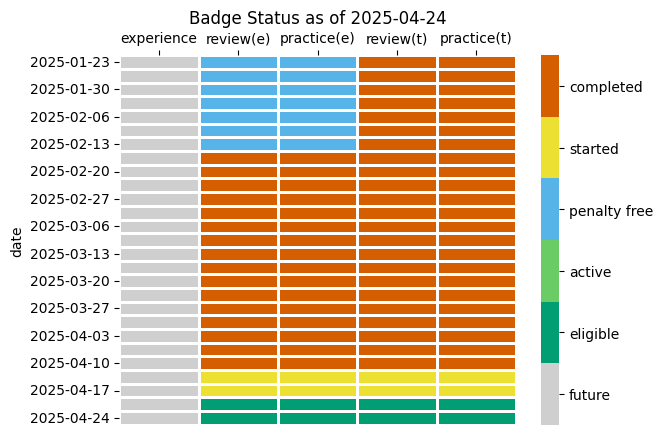 Badge Status as of 2025-04-24
experience review(e) practice(e) review(t) practice(t)
2025-01-23
2025-01-30
2025-02-06
2025-02-13
2025-02-20
2025-02-27
2025-03-06
2025-03-13
2025-03-20
2025-03-27
2025-04-03
2025-04-10
2025-04-17
2025-04-24
date
completed
started
penalty free
active
eligible
future